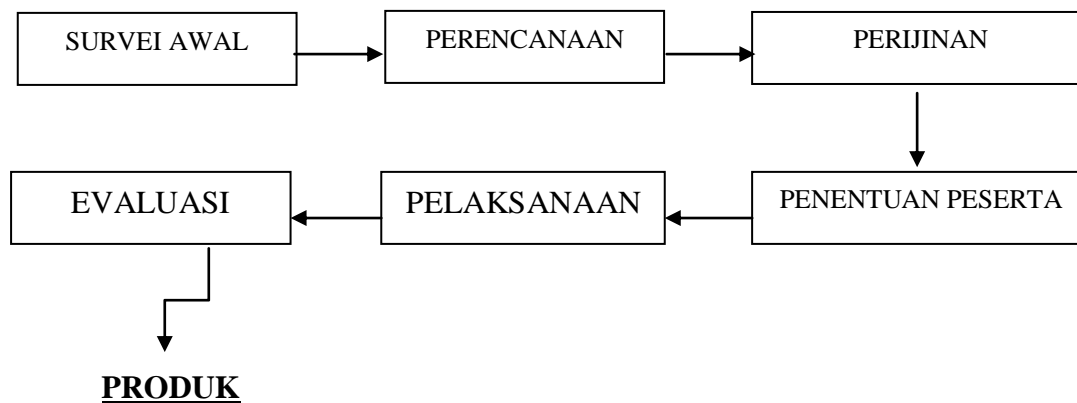 SURVEI AWAL
PERENCANAAN
PERIJINAN
PENENTUAN PESERTA
PELAKSANAAN
EVALUASI
PRODUK